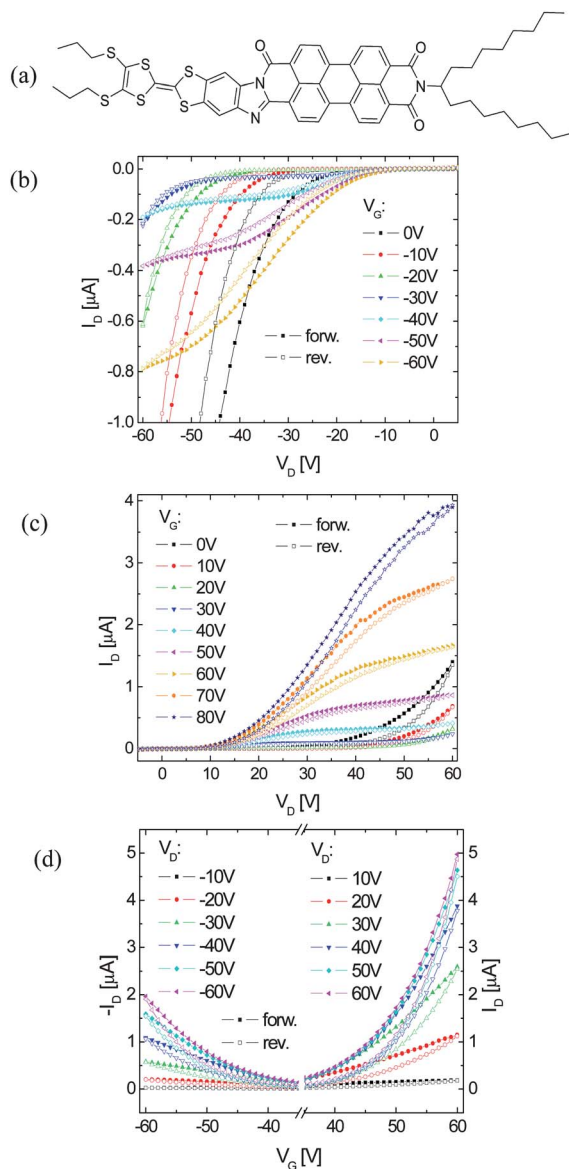 (a)
S
S
S
S
S
S
O
N
N
O
N
O
(b)
0.0
-0.2
-0.4
-0.6
-0.8
-1.0
I_D [µA]
V_G:
0V
-10V
-20V
-30V
-40V
-50V
-60V
forw.
rev.
-60 -50 -40 -30 -20 -10 0
V_D [V]
(c)
4
3
2
1
0
I_D [µA]
V_G:
0V
10V
20V
30V
40V
50V
60V
70V
80V
forw.
rev.
0 10 20 30 40 50 60
V_D [V]
(d)
5
4
3
2
1
0
-I_D [µA]
V_D:
-10V
-20V
-30V
-40V
-50V
-60V
forw.
rev.
V_D:
10V
20V
30V
40V
50V
60V
5
4
3
2
1
0
I_D [µA]
-60 -50 -40 40 50 60
V_G [V]